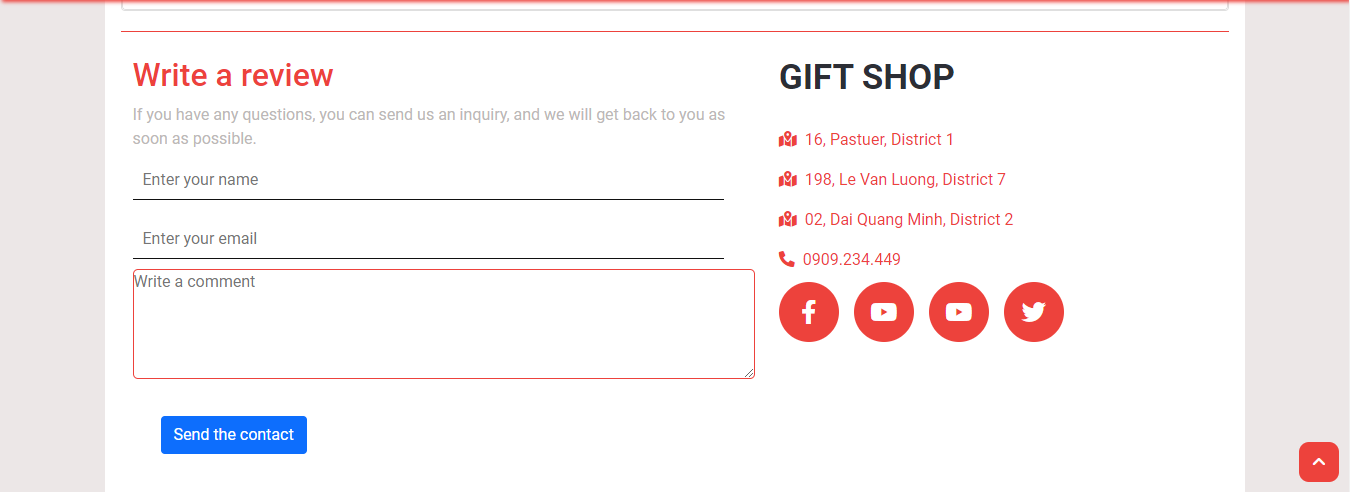 Write a review
If you have any questions, you can send us an inquiry, and we will get back to you as
soon as possible.
Enter your name
Enter your email
Write a comment
Send the contact
GIFT SHOP
16, Pastuer, District 1
198, Le Van Luong, District 7
02, Dai Quang Minh, District 2
0909.234.449